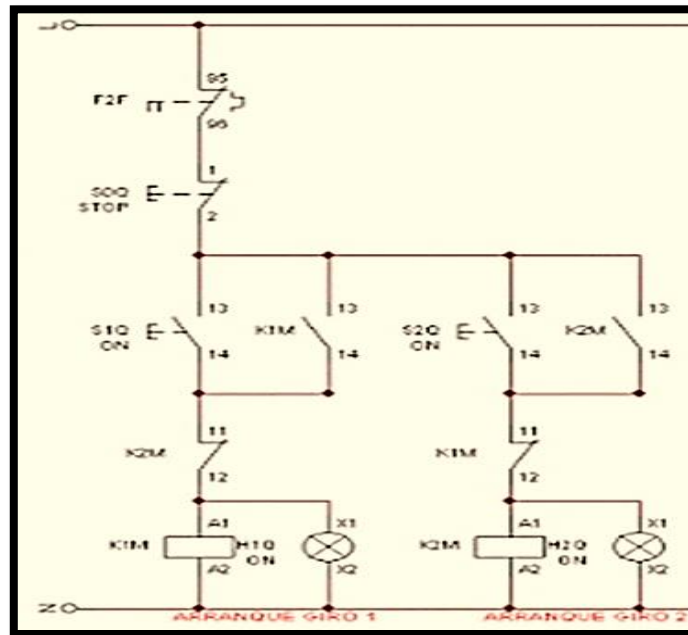 L
95
F2F
96
1
S0Q
STOP
2
13 13 13 13
S1Q K1M S2Q K2M
ON ON
14 14 14 14
11 11
K2M K1M
12 12
A1 X1 A1 X1
K1M H1Q K2M H2Q
ON ON
A2 X2 A2 X2
N
ARRANQUE GIRO 1 ARRANQUE GIRO 2